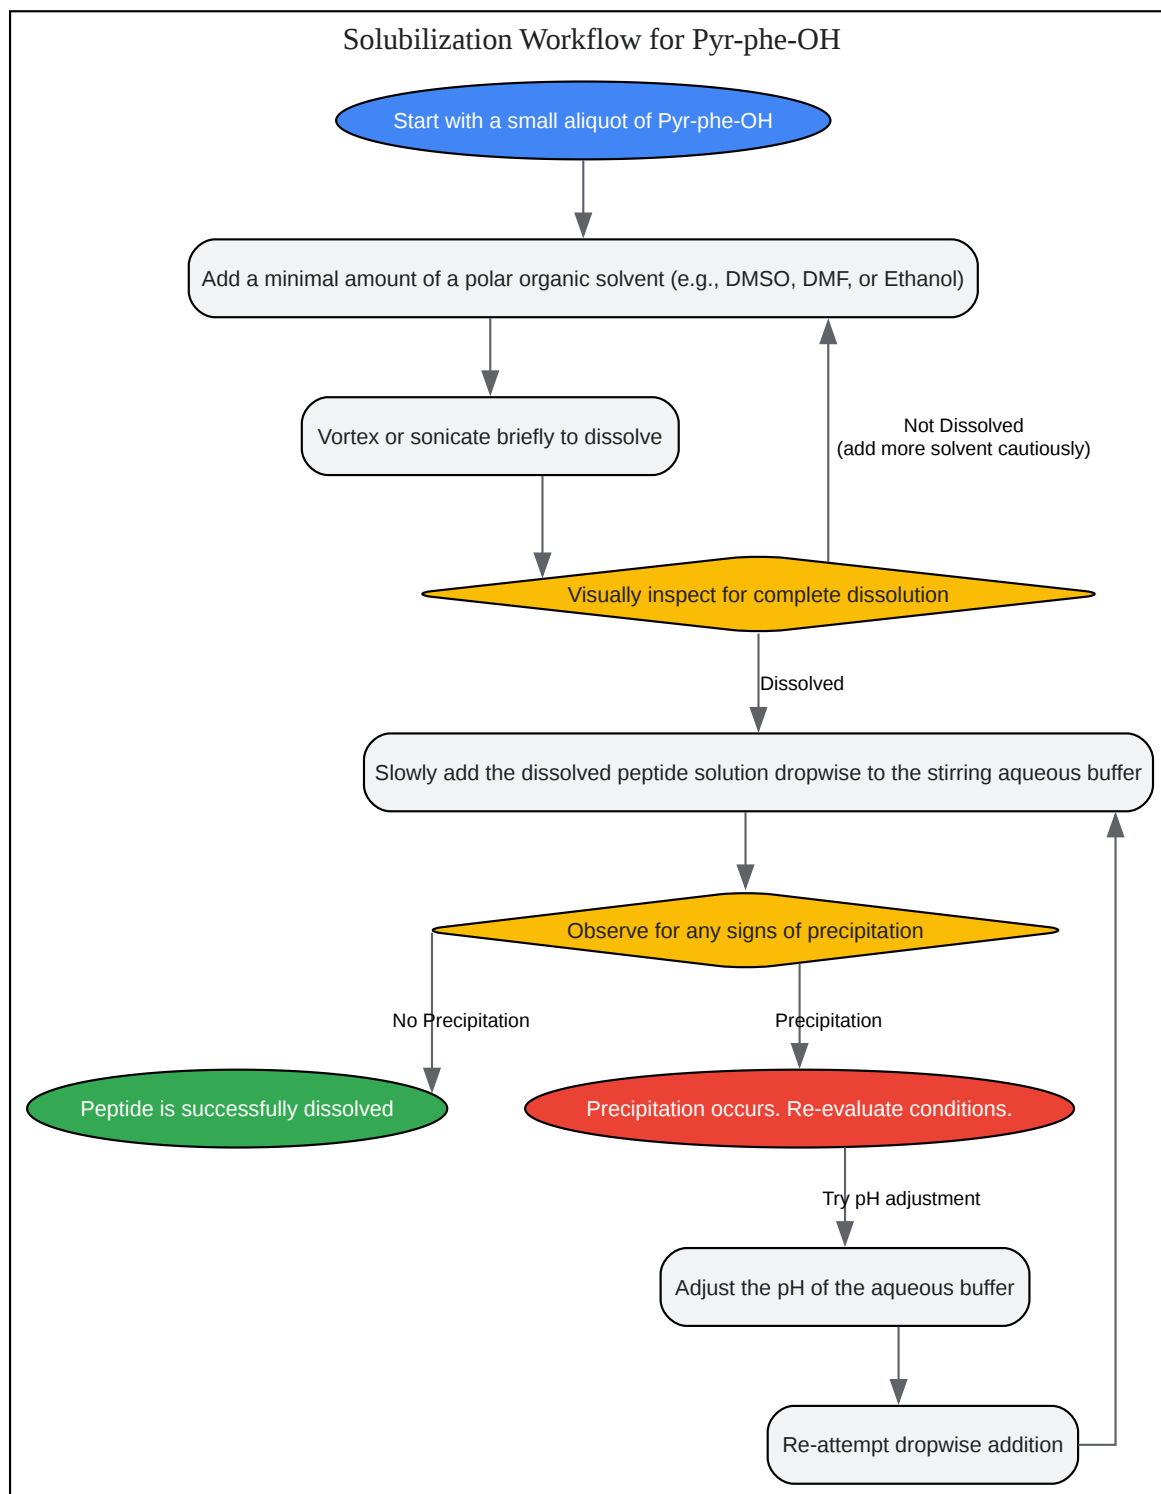 Solubilization Workflow for Pyr-phe-OH
Start with a small aliquot of Pyr-phe-OH
Add a minimal amount of a polar organic solvent (e.g., DMSO, DMF, or Ethanol)
Vortex or sonicate briefly to dissolve
Not Dissolved
(add more solvent cautiously)
Visually inspect for complete dissolution
Dissolved
Slowly add the dissolved peptide solution dropwise to the stirring aqueous buffer
Observe for any signs of precipitation
No Precipitation
Precipitation
Peptide is successfully dissolved
Precipitation occurs. Re-evaluate conditions.
Try pH adjustment
Adjust the pH of the aqueous buffer
Re-attempt dropwise addition